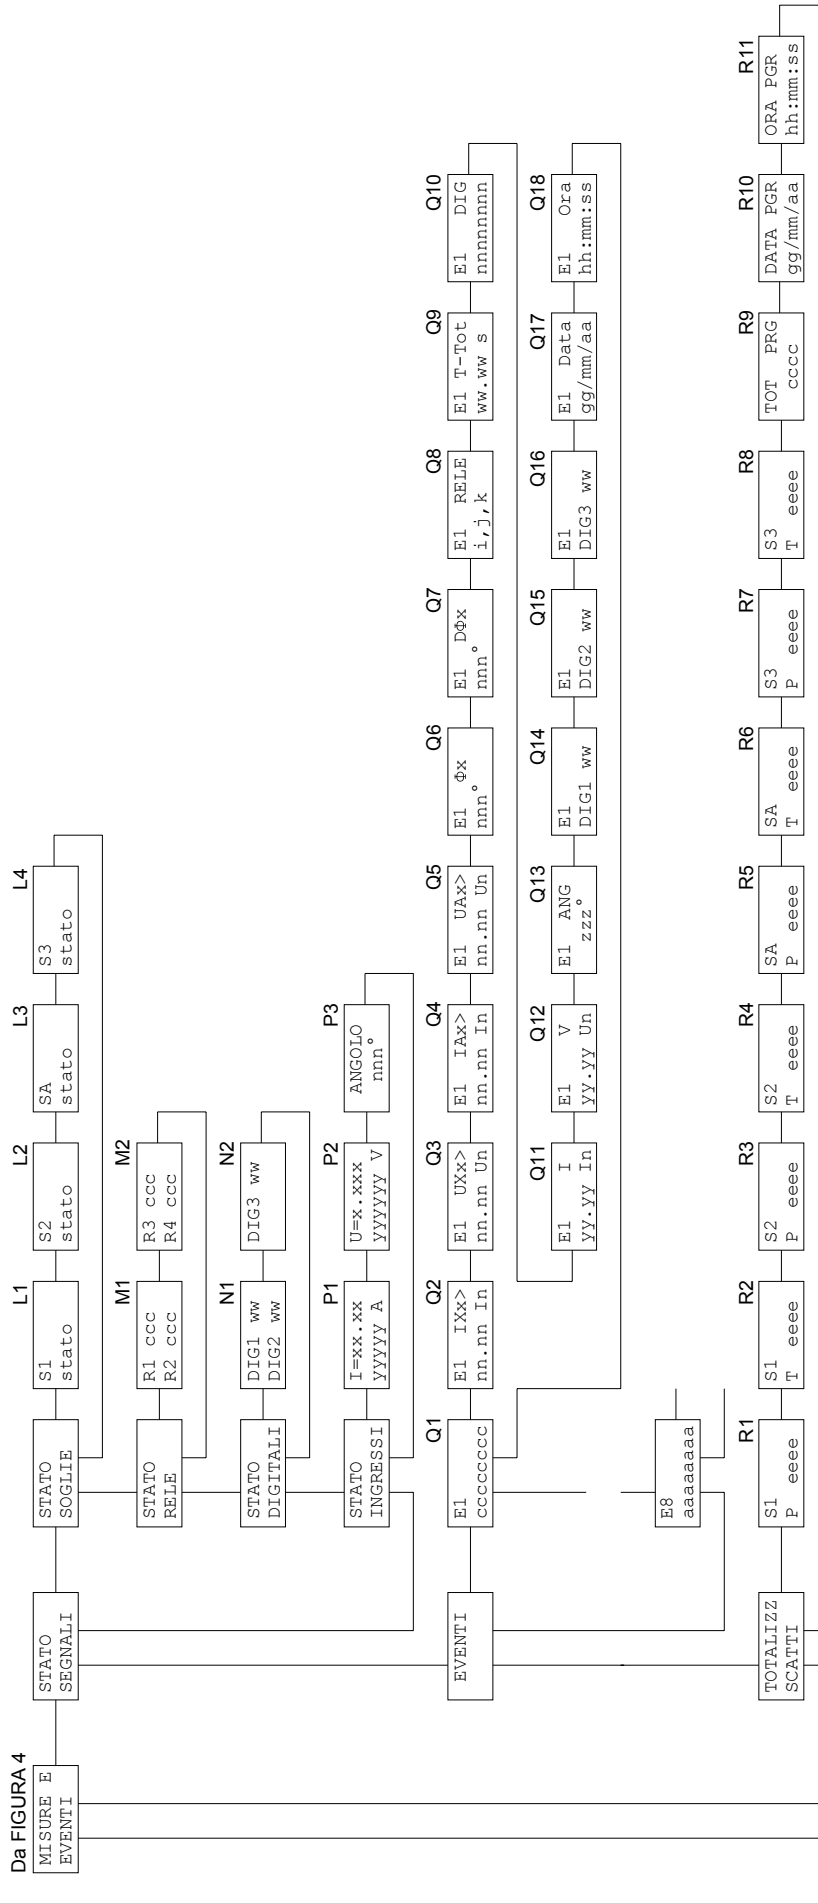 Da FIGURA 4
MISURE E
EVENTI
STATO
SEGNALI
STATO
SOGLIE
L1
S1
stato
L2
S2
stato
L3
SA
stato
L4
S3
stato
STATO
RELE
M1
R1 ccc
R2 ccc
M2
R3 ccc
R4 ccc
STATO
DIGITALI
N1
DIG1 ww
DIG2 ww
N2
DIG3 ww
STATO
INGRESSI
P1
I=xx.xx
yyyyy A
P2
U=x.xxx
yyyyyy V
P3
ANGOLO
nnn°
EVENTI
Q1
E1
cccccccc
Q2
E1 IXx>
nn.nn In
Q3
E1 UXx>
nn.nn Un
Q4
E1 IAx>
nn.nn In
Q5
E1 UAx>
nn.nn Un
Q6
E1 Φx
nnn°
Q7
E1 DΦx
nnn°
Q8
E1 RELE
i,j,k
Q9
E1 T-Tot
ww.ww s
Q10
E1 DIG
nnnnnnnn
Q11
E1 I
yy.yy In
Q12
E1 V
yy.yy Un
Q13
E1 ANG
zzz°
Q14
E1
DIG1 ww
Q15
E1
DIG2 ww
Q16
E1
DIG3 ww
Q17
E1 Data
gg/mm/aa
Q18
E1 Ora
hh:mm:ss
E8
aaaaaaaa
TOTALIZZ
SCATTI
R1
S1
P eeee
R2
S1
T eeee
R3
S2
P eeee
R4
S2
T eeee
R5
SA
P eeee
R6
SA
T eeee
R7
S3
P eeee
R8
S3
T eeee
R9
TOT PRG
cccc
R10
DATA PGR
gg/mm/aa
R11
ORA PGR
hh:mm:ss